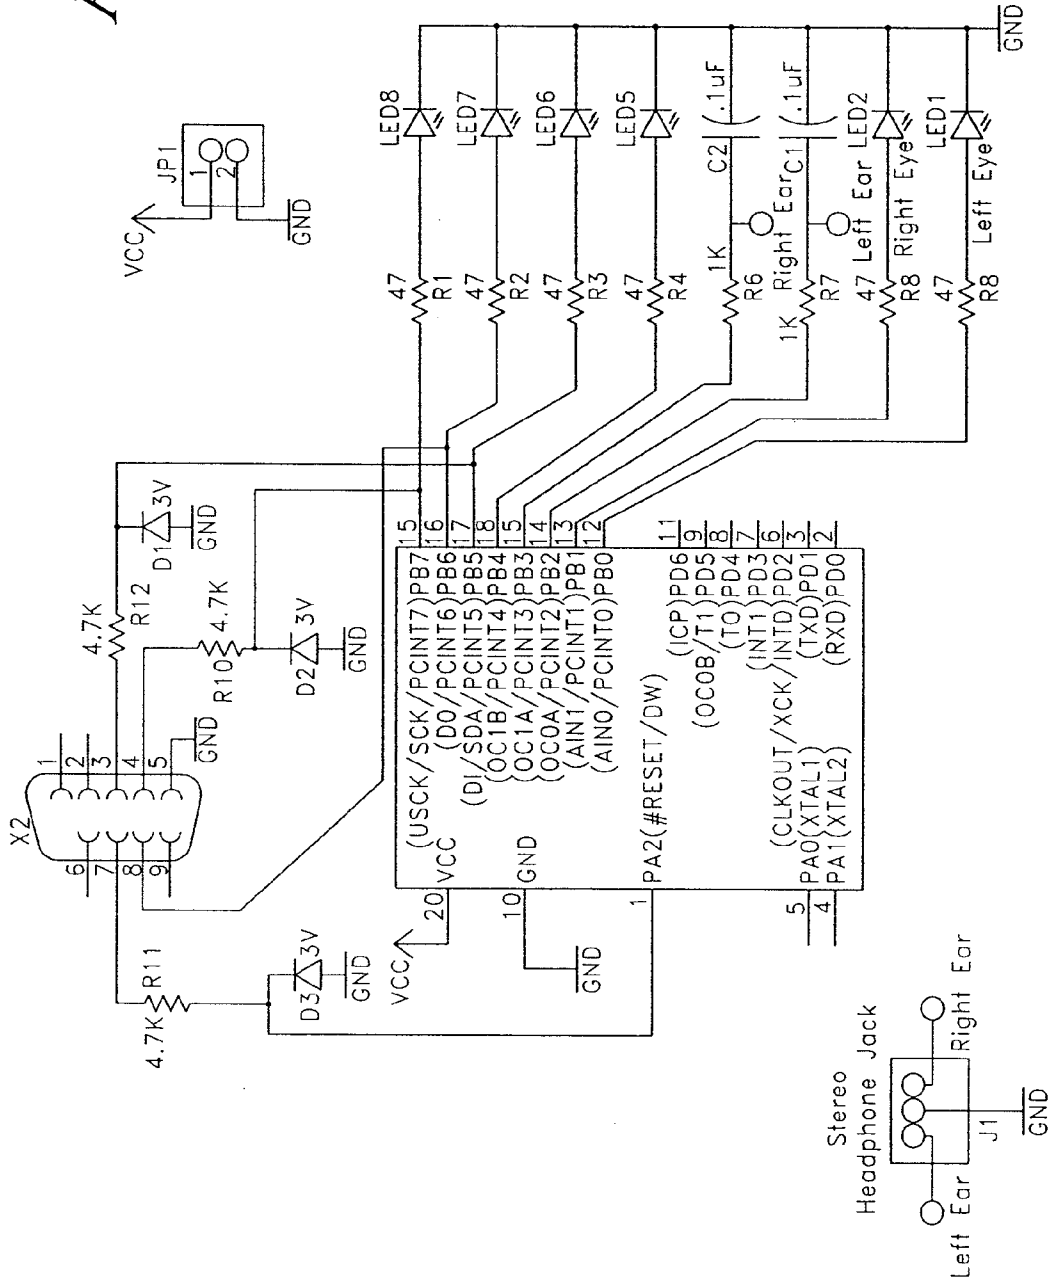 VCC
JP1
1
2
GND
LED8
47
R1
LED7
47
R2
LED6
47
R3
LED5
47
R4
C2
.1uF
1K
R6
Right Ear
C1
.1uF
1K
R7
Left Ear
LED2
Right Eye
47
R8
LED1
Left Eye
47
R8
GND
X2
1
2
3
4
5
6
7
8
9
4.7K
R12
D1
3V
GND
R10
4.7K
D2
3V
GND
GND
4.7K
R11
D3
3V
GND
VCC
20
VCC
10
GND
GND
1
PA2(#RESET/DW)
5
PA0(XTAL1)
4
PA1(XTAL2)
(USCK/SCK/PCINT7)PB7 15
(DO/PCINT6)PB6 16
(DI/SDA/PCINT5)PB5 17
(OC1B/PCINT4)PB4 18
(OC1A/PCINT3)PB3 15
(OC0A/PCINT2)PB2 14
(AIN1/PCINT1)PB1 13
(AIN0/PCINT0)PB0 12
(ICP)PD6 11
(OC0B/T1)PD5 9
(T0)PD4 8
(INT1)PD3 7
(CLKOUT/XCK/INTD)PD2 6
(TXD)PD1 3
(RXD)PD0 2
Stereo
Headphone Jack
Left Ear
Right Ear
J1
GND